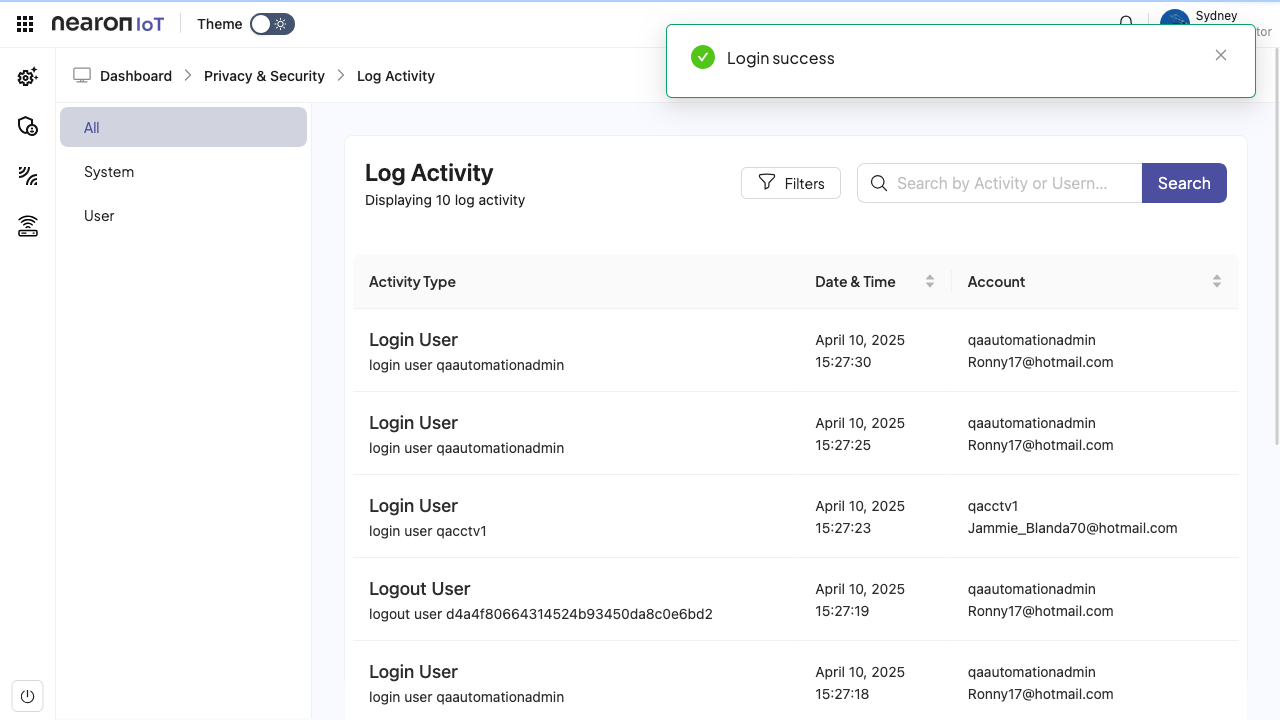 nearon IoT
Theme
Sydney
tor
Login success
Dashboard
Privacy & Security
Log Activity
All
System
User
Log Activity
Displaying 10 log activity
Filters
Search by Activity or Usern...
Search
Activity Type
Date & Time
Account
Login User
login user qaautomationadmin
April 10, 2025
15:27:30
qaautomationadmin
Ronny17@hotmail.com
Login User
login user qaautomationadmin
April 10, 2025
15:27:25
qaautomationadmin
Ronny17@hotmail.com
Login User
login user qacctv1
April 10, 2025
15:27:23
qacctv1
Jammie_Blanda70@hotmail.com
Logout User
logout user d4a4f80664314524b93450da8c0e6bd2
April 10, 2025
15:27:19
qaautomationadmin
Ronny17@hotmail.com
Login User
login user qaautomationadmin
April 10, 2025
15:27:18
qaautomationadmin
Ronny17@hotmail.com